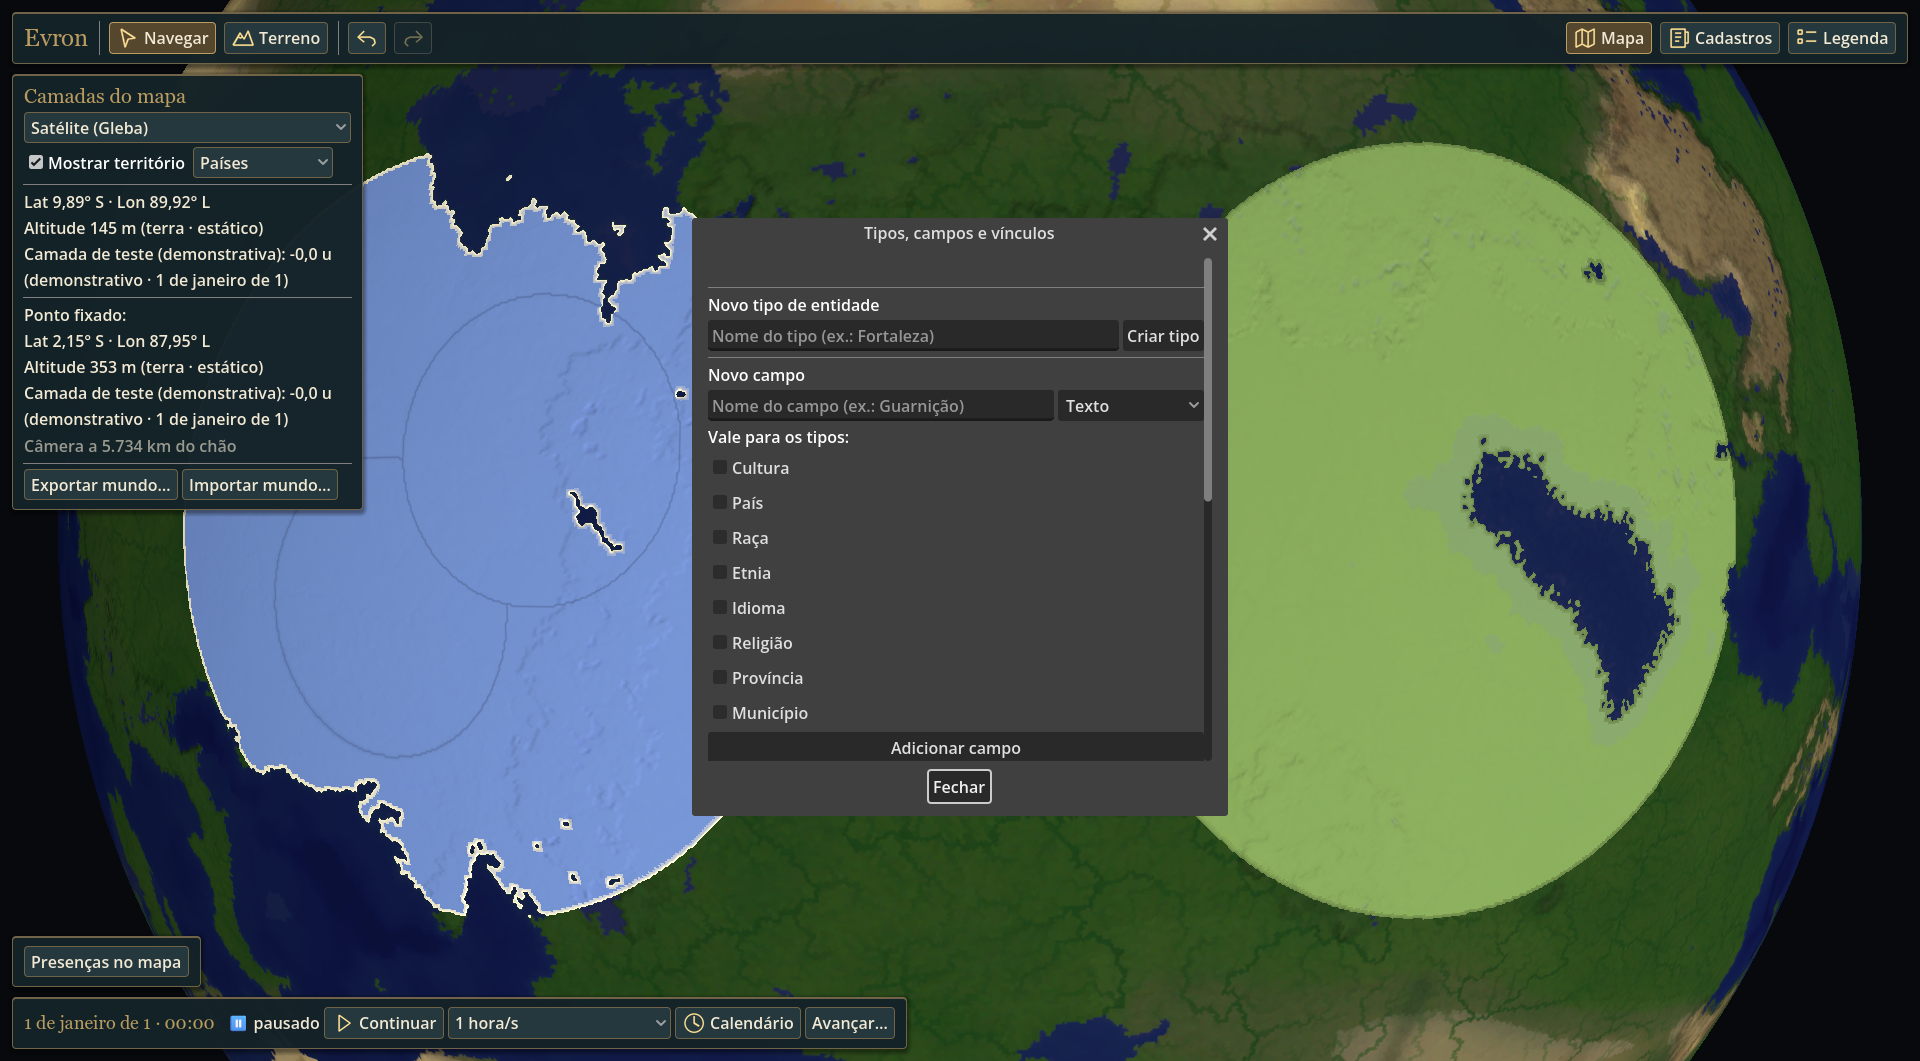 Evron
Navegar
Terreno
Mapa
Cadastros
Legenda
Camadas do mapa
Satélite (Gleba)
Mostrar território
Países
Lat 9,89° S · Lon 89,92° L
Altitude 145 m (terra · estático)
Camada de teste (demonstrativa): -0,0 u
(demonstrativo · 1 de janeiro de 1)
Ponto fixado:
Lat 2,15° S · Lon 87,95° L
Altitude 353 m (terra · estático)
Camada de teste (demonstrativa): -0,0 u
(demonstrativo · 1 de janeiro de 1)
Câmera a 5.734 km do chão
Exportar mundo...
Importar mundo...
Tipos, campos e vínculos
Novo tipo de entidade
Nome do tipo (ex.: Fortaleza)
Criar tipo
Novo campo
Nome do campo (ex.: Guarnição)
Texto
Vale para os tipos:
Cultura
País
Raça
Etnia
Idioma
Religião
Província
Município
Adicionar campo
Fechar
Presenças no mapa
1 de janeiro de 1 · 00:00
pausado
Continuar
1 hora/s
Calendário
Avançar...